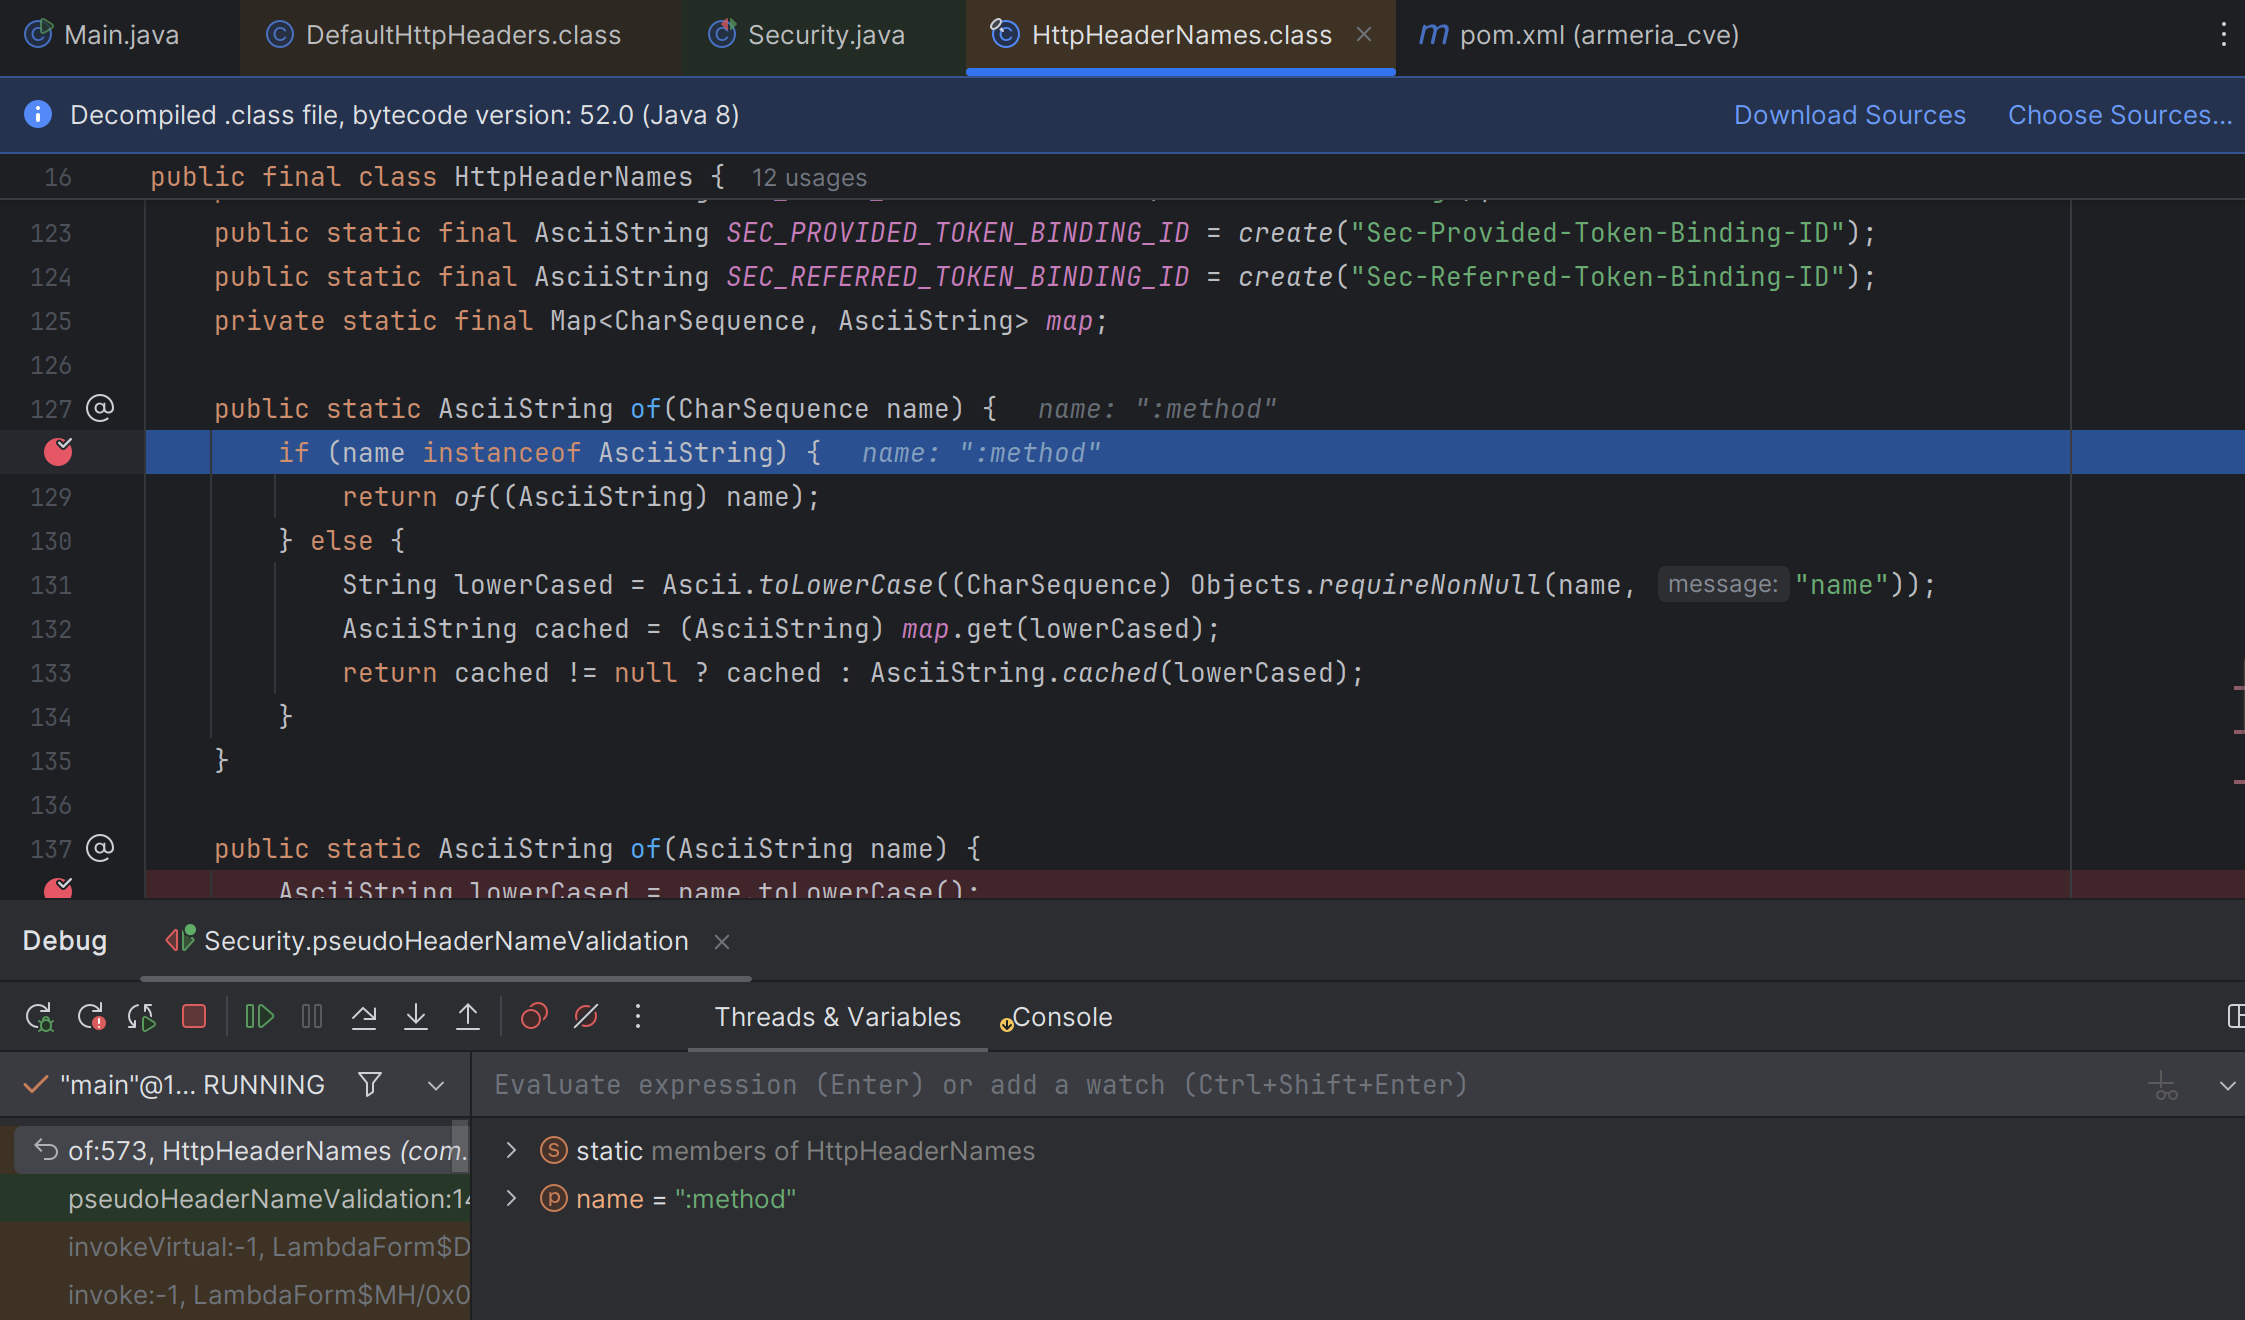 Main.java DefaultHttpHeaders.class Security.java HttpHeaderNames.class pom.xml (armeria_cve)
Decompiled .class file, bytecode version: 52.0 (Java 8) Download Sources Choose Sources...
16 public final class HttpHeaderNames { 12 usages
123 public static final AsciiString SEC_PROVIDED_TOKEN_BINDING_ID = create("Sec-Provided-Token-Binding-ID");
124 public static final AsciiString SEC_REFERRED_TOKEN_BINDING_ID = create("Sec-Referred-Token-Binding-ID");
125 private static final Map<CharSequence, AsciiString> map;
126
127 public static AsciiString of(CharSequence name) { name: ":method"
if (name instanceof AsciiString) { name: ":method"
129 return of((AsciiString) name);
130 } else {
131 String lowerCased = Ascii.toLowerCase((CharSequence) Objects.requireNonNull(name, message: "name"));
132 AsciiString cached = (AsciiString) map.get(lowerCased);
133 return cached != null ? cached : AsciiString.cached(lowerCased);
134 }
135 }
136
137 public static AsciiString of(AsciiString name) {
AsciiString lowerCased = name.toLowerCase();
Debug Security.pseudoHeaderNameValidation
Threads & Variables Console
"main"@1... RUNNING Evaluate expression (Enter) or add a watch (Ctrl+Shift+Enter)
of:573, HttpHeaderNames (com. static members of HttpHeaderNames
pseudoHeaderNameValidation:14 name = ":method"
invokeVirtual:-1, LambdaForm$D
invoke:-1, LambdaForm$MH/0x0